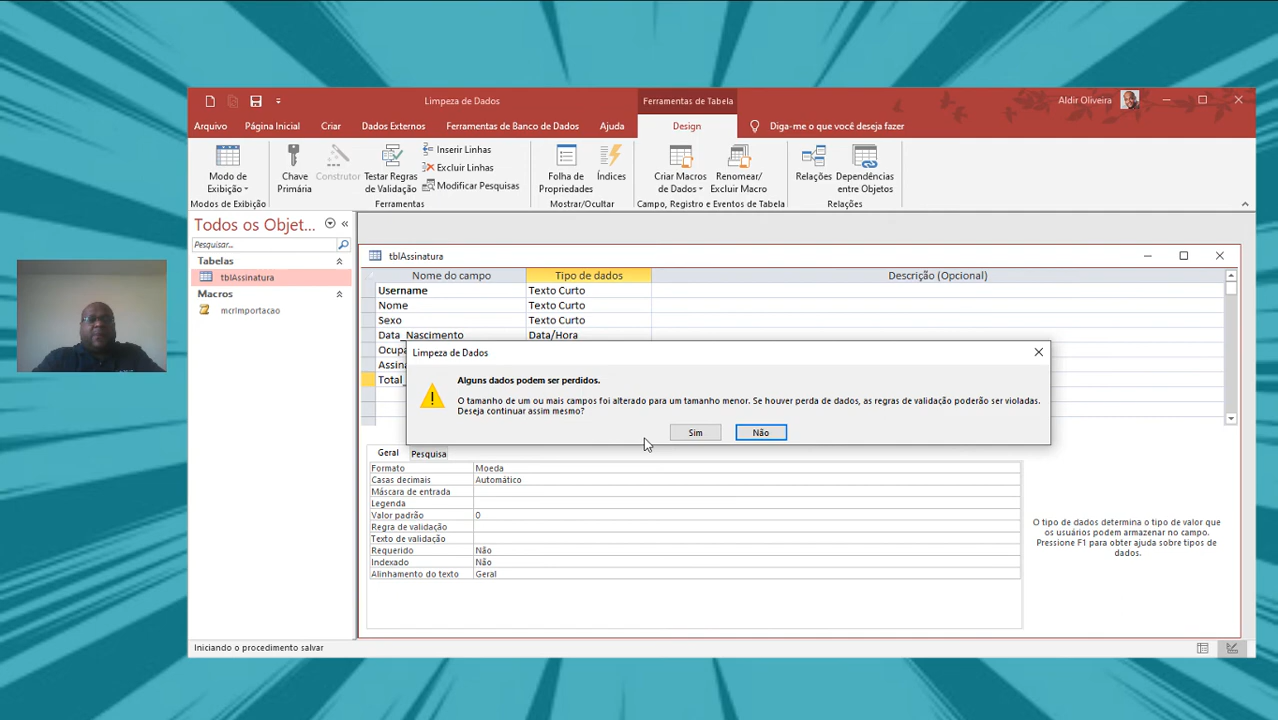 Limpeza de Dados
Ferramentas de Tabela
Aldir Oliveira
Arquivo
Página Inicial
Criar
Dados Externos
Ferramentas de Banco de Dados
Ajuda
Design
Diga-me o que você deseja fazer
Modo de
Exibição
Modos de Exibição
Chave
Primária
Construtor
Testar Regras
de Validação
Inserir Linhas
Excluir Linhas
Modificar Pesquisas
Ferramentas
Folha de
Propriedades
Índices
Mostrar/Ocultar
Criar Macros
de Dados
Renomear/
Excluir Macro
Campo, Registro e Eventos de Tabela
Relações
Dependências
entre Objetos
Relações
Todos os Objet...
Pesquisar...
Tabelas
tblAssinatura
Macros
mcrImportacao
tblAssinatura
Nome do campo
Tipo de dados
Descrição (Opcional)
Username
Texto Curto
Nome
Texto Curto
Sexo
Texto Curto
Data_Nascimento
Data/Hora
Ocupa
Assin
Total_
Limpeza de Dados
Alguns dados podem ser perdidos.
O tamanho de um ou mais campos foi alterado para um tamanho menor. Se houver perda de dados, as regras de validação poderão ser violadas.
Deseja continuar assim mesmo?
Sim
Não
Geral
Pesquisa
Formato
Moeda
Casas decimais
Automático
Máscara de entrada
Legenda
Valor padrão
0
Regra de validação
Texto de validação
Requerido
Não
Indexado
Não
Alinhamento do texto
Geral
O tipo de dados determina o tipo de valor que
os usuários podem armazenar no campo.
Pressione F1 para obter ajuda sobre tipos de
dados.
Iniciando o procedimento salvar